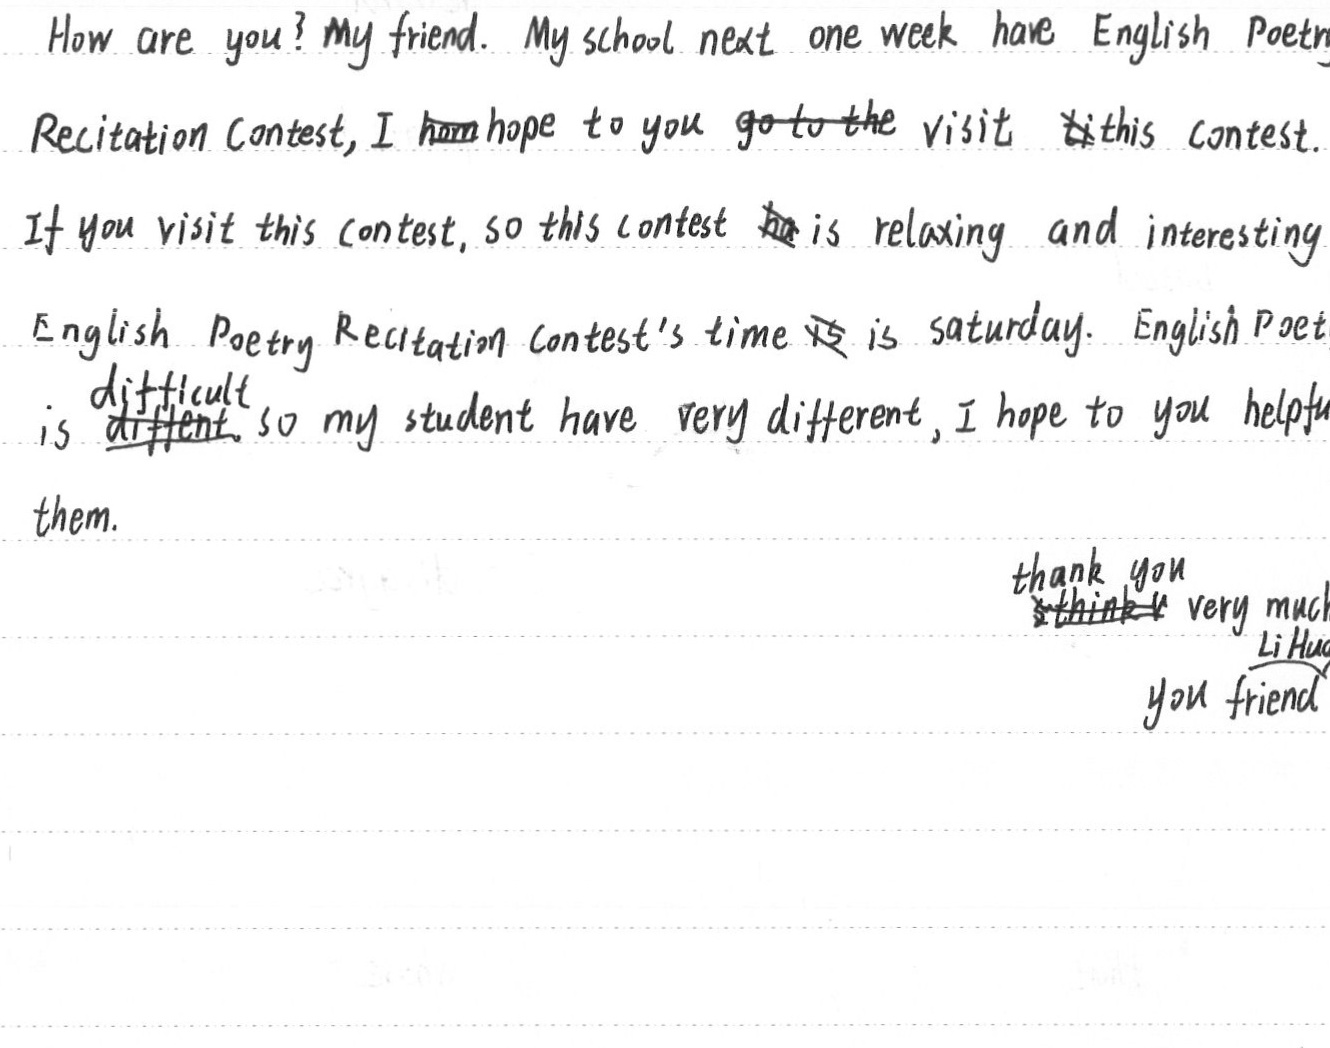 How are you? My friend. My school next one week have English Poetry
Recitation Contest, I hope to you visit this contest.
If you visit this contest, so this contest is relaxing and interesting
English Poetry Recitation Contest's time is saturday. English Poet
is difficult so my student have very different, I hope to you helpfu
them.
thank you
very much
Li Hua
you friend